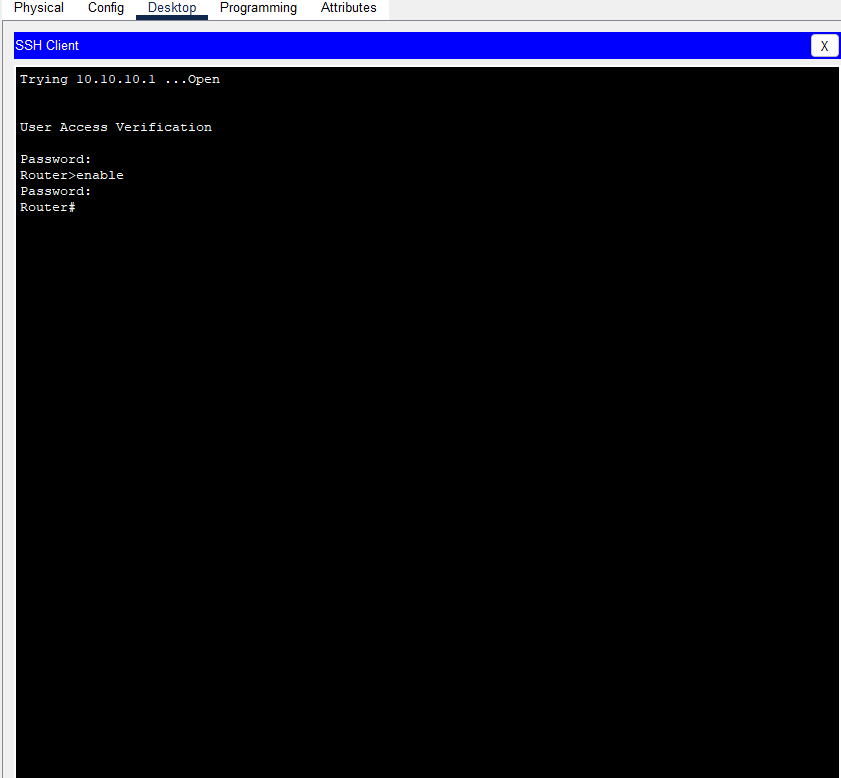 Physical Config Desktop Programming Attributes
SSH Client X
Trying 10.10.10.1 ...Open
User Access Verification
Password:
Router>enable
Password:
Router#